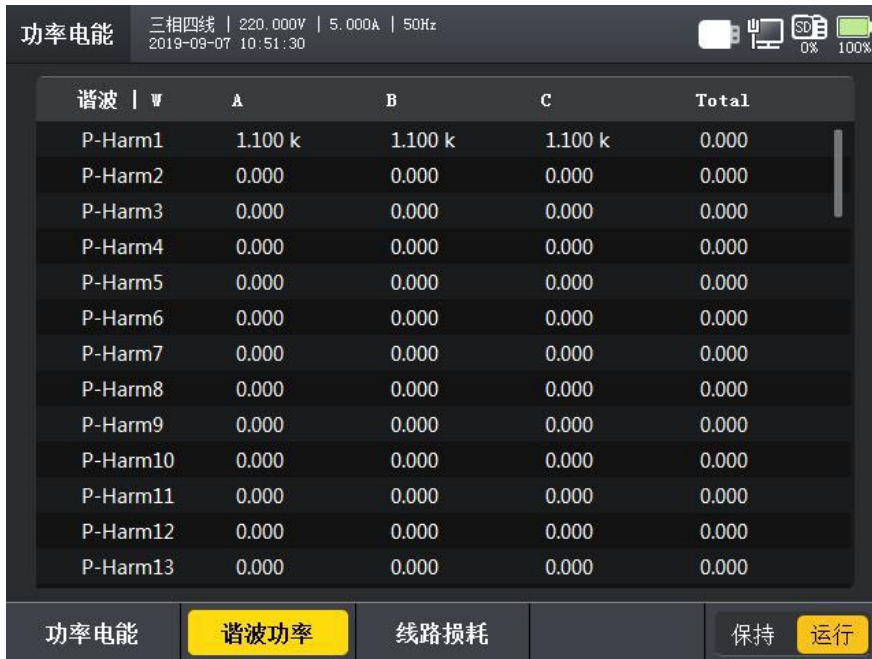 功率电能
三相四线 | 220.000V | 5.000A | 50Hz
2019-09-07 10:51:30
SD
0%
100%
谐波 | W A B C Total
P-Harm1 1.100 k 1.100 k 1.100 k 0.000
P-Harm2 0.000 0.000 0.000 0.000
P-Harm3 0.000 0.000 0.000 0.000
P-Harm4 0.000 0.000 0.000 0.000
P-Harm5 0.000 0.000 0.000 0.000
P-Harm6 0.000 0.000 0.000 0.000
P-Harm7 0.000 0.000 0.000 0.000
P-Harm8 0.000 0.000 0.000 0.000
P-Harm9 0.000 0.000 0.000 0.000
P-Harm10 0.000 0.000 0.000 0.000
P-Harm11 0.000 0.000 0.000 0.000
P-Harm12 0.000 0.000 0.000 0.000
P-Harm13 0.000 0.000 0.000 0.000
功率电能 谐波功率 线路损耗 保持 运行